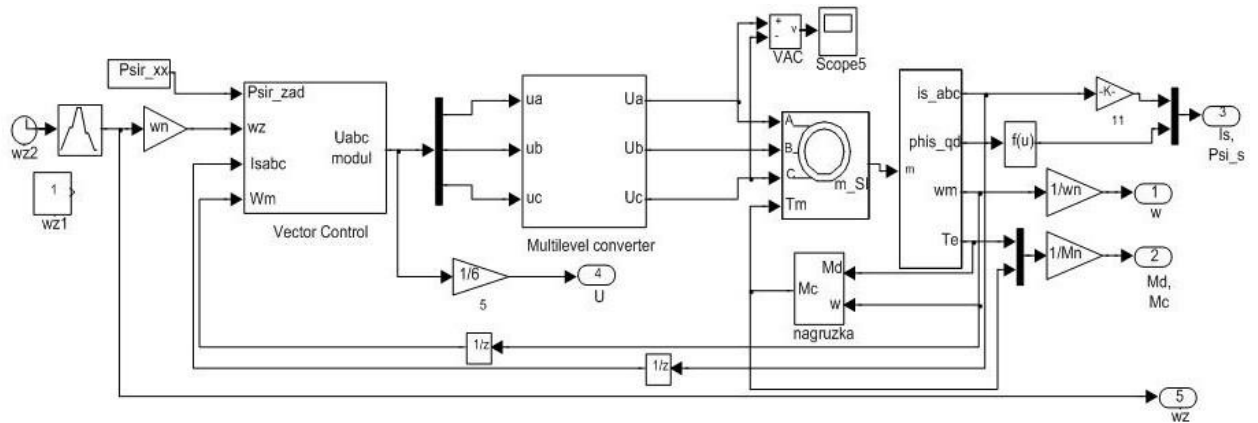 Psir_xx
wz2
1
wz1
wn
Psir_zad
wz
Isabc
Wm
Uabc
modul
Vector Control
1/6
5
4
U
ua
ub
uc
Ua
Ub
Uc
Multilevel converter
+
-
v
VAC
Scope5
A
B
C
Tm
m_SI
m
is_abc
phis_qd
wm
Te
-K-
11
f(u)
3
Is,
Psi_s
1/wn
1
w
1/Mn
2
Md,
Mc
Md
Mc
w
nagruzka
1/z
1/z
5
wz